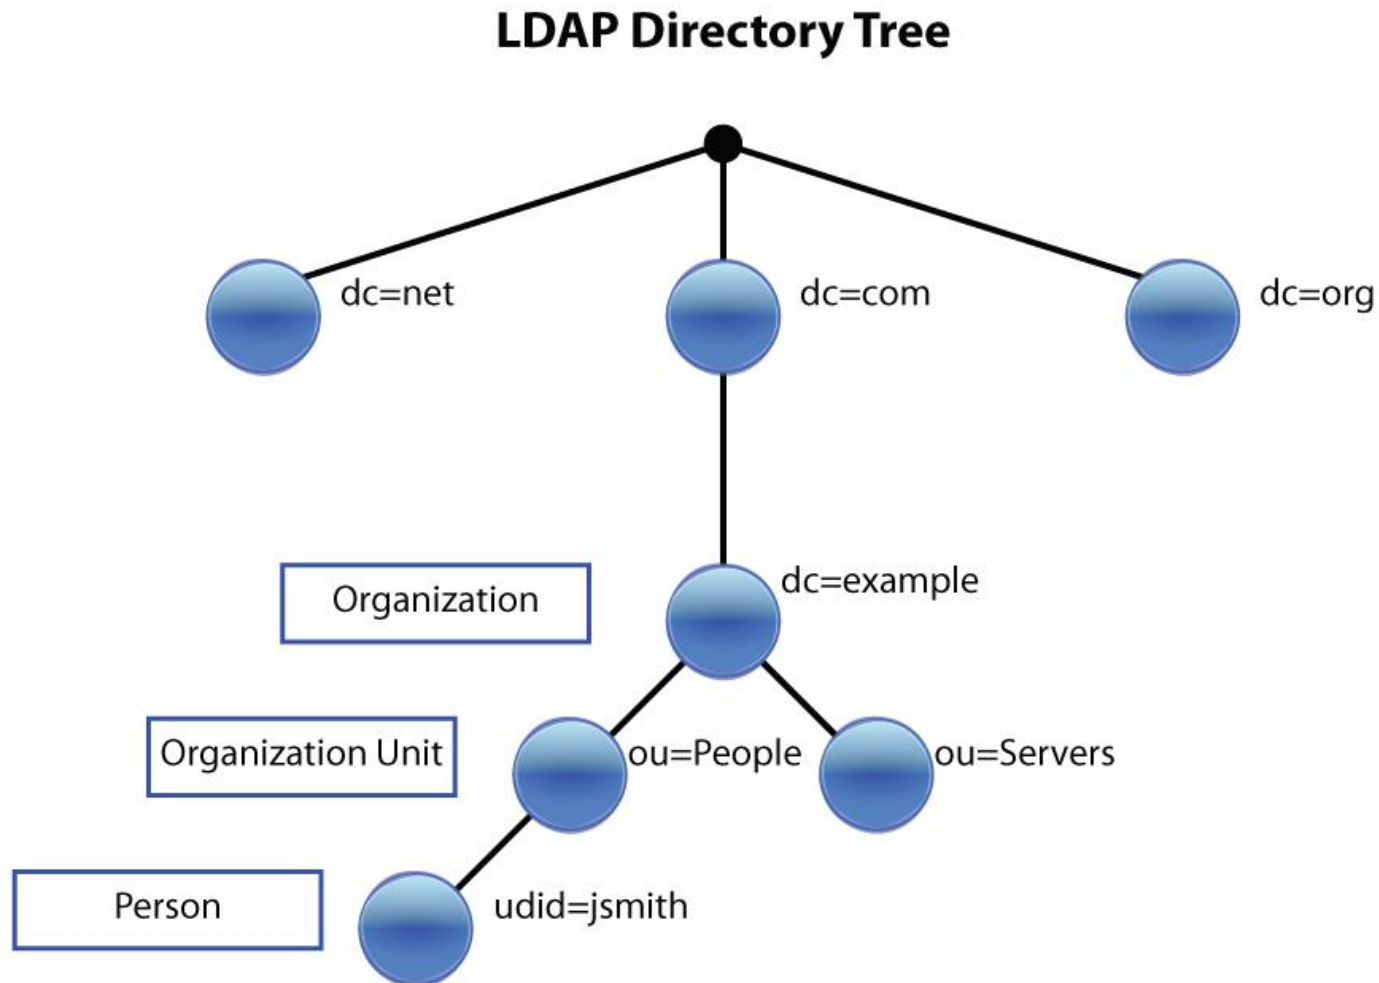 LDAP Directory Tree
dc=net
dc=com
dc=org
dc=example
Organization
Organization Unit
ou=People
ou=Servers
Person
udid=jsmith